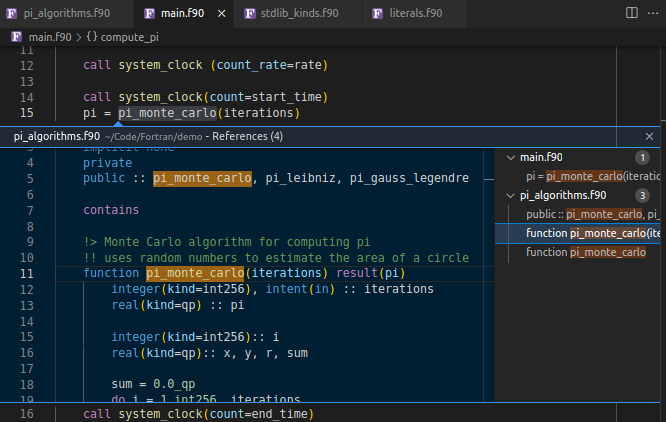 pi_algorithms.f90 main.f90 × stdlib_kinds.f90 literals.f90 ···
main.f90 > {} compute_pi
11
12 call system_clock (count_rate=rate)
13
14 call system_clock(count=start_time)
15 pi = pi_monte_carlo(iterations)
pi_algorithms.f90 ~/Code/Fortran/demo - References (4) ×
3 implicit none
4 private
5 public :: pi_monte_carlo, pi_leibniz, pi_gauss_legendre
6
7 contains
8
9 !> Monte Carlo algorithm for computing pi
10 !! uses random numbers to estimate the area of a circle
11 function pi_monte_carlo(iterations) result(pi)
12 integer(kind=int256), intent(in) :: iterations
13 real(kind=qp) :: pi
14
15 integer(kind=int256):: i
16 real(kind=qp):: x, y, r, sum
17
18 sum = 0.0_qp
19 do i = 1_int256, iterations
main.f90 1
pi = pi_monte_carlo(iteratio
pi_algorithms.f90 3
public :: pi_monte_carlo, pi_
function pi_monte_carlo(ite
function pi_monte_carlo
16 call system_clock(count=end_time)